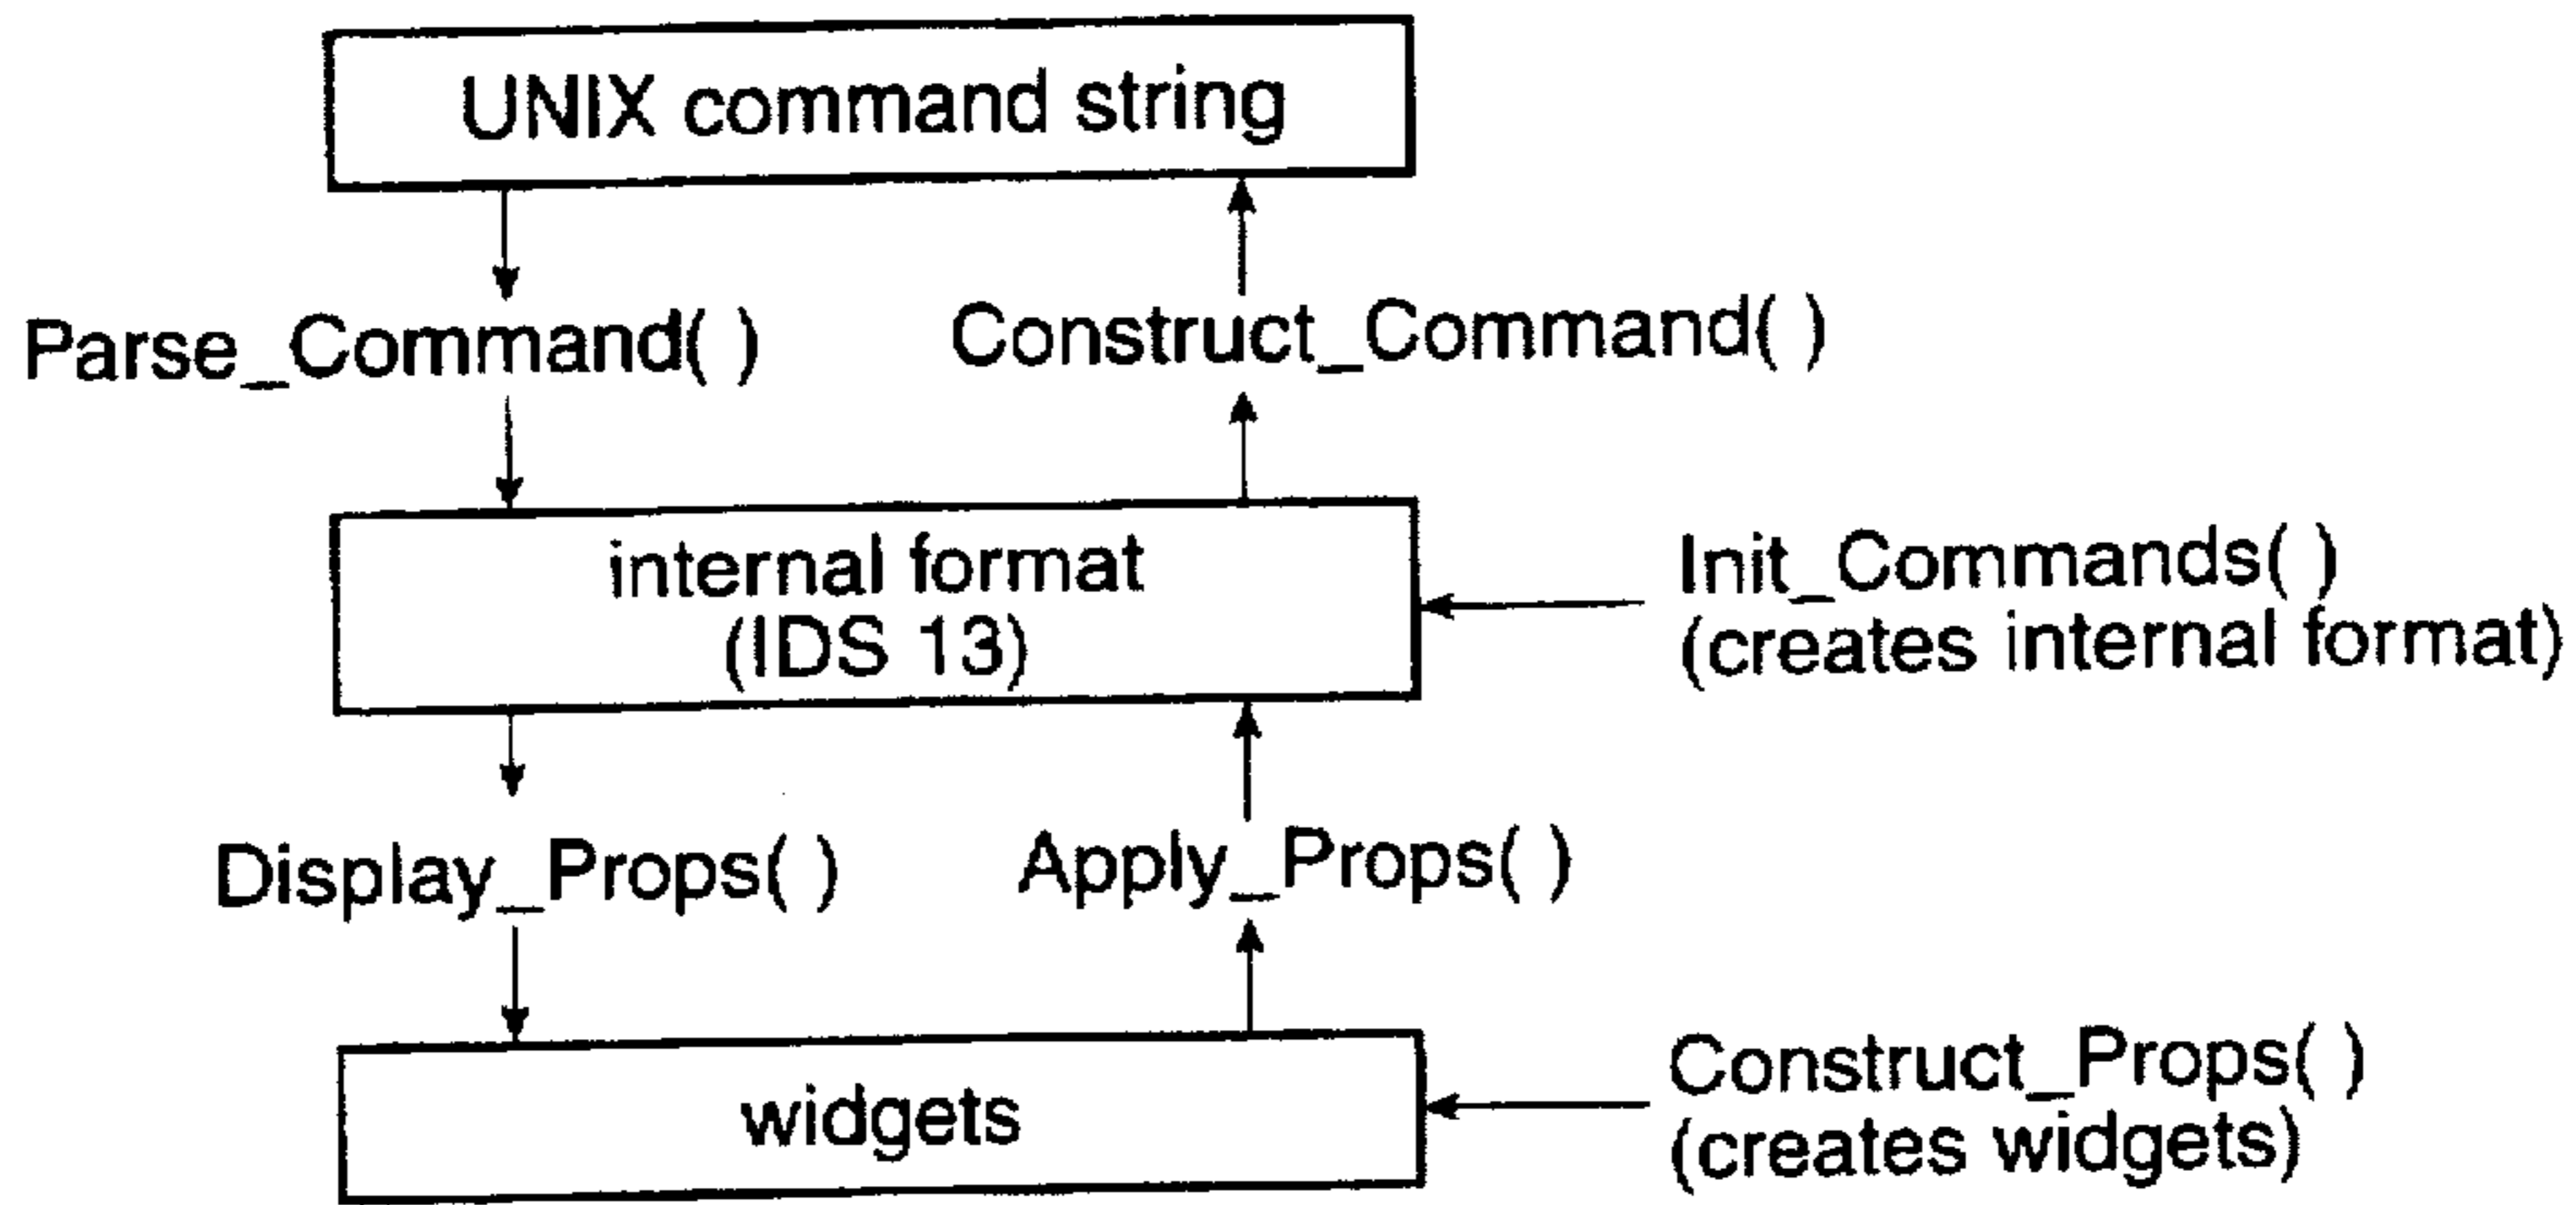 UNIX command string
Parse_Command( )
Construct_Command( )
internal format
(IDS 13)
Init_Commands( )
(creates internal format)
Display_Props( )
Apply_Props( )
widgets
Construct_Props( )
(creates widgets)